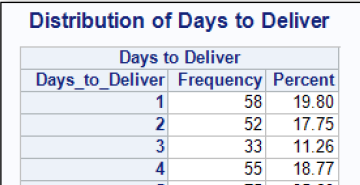 Distribution of Days to Deliver
Days to Deliver
Days_to_Deliver Frequency Percent
1 58 19.80
2 52 17.75
3 33 11.26
4 55 18.77